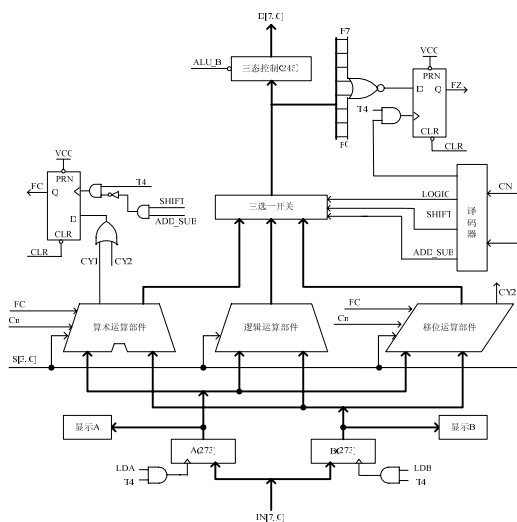 D[7..0]
F7
ALU_B
三态控制(245)
VCC
PRN
D Q
FZ
T4
CLR
CLR
F0
VCC
FC
PRN
Q
D
CLR
CLR
T4
SHIFT
ADD_SUB
CY1
CY2
三选一开关
LOGIC
SHIFT
ADD_SUB
译码器
CN
CY2
FC
Cn
算术运算部件
逻辑运算部件
FC
Cn
移位运算部件
S[3..0]
显示A
显示B
A(273)
B(273)
LDA
T4
LDB
T4
IN[7..0]